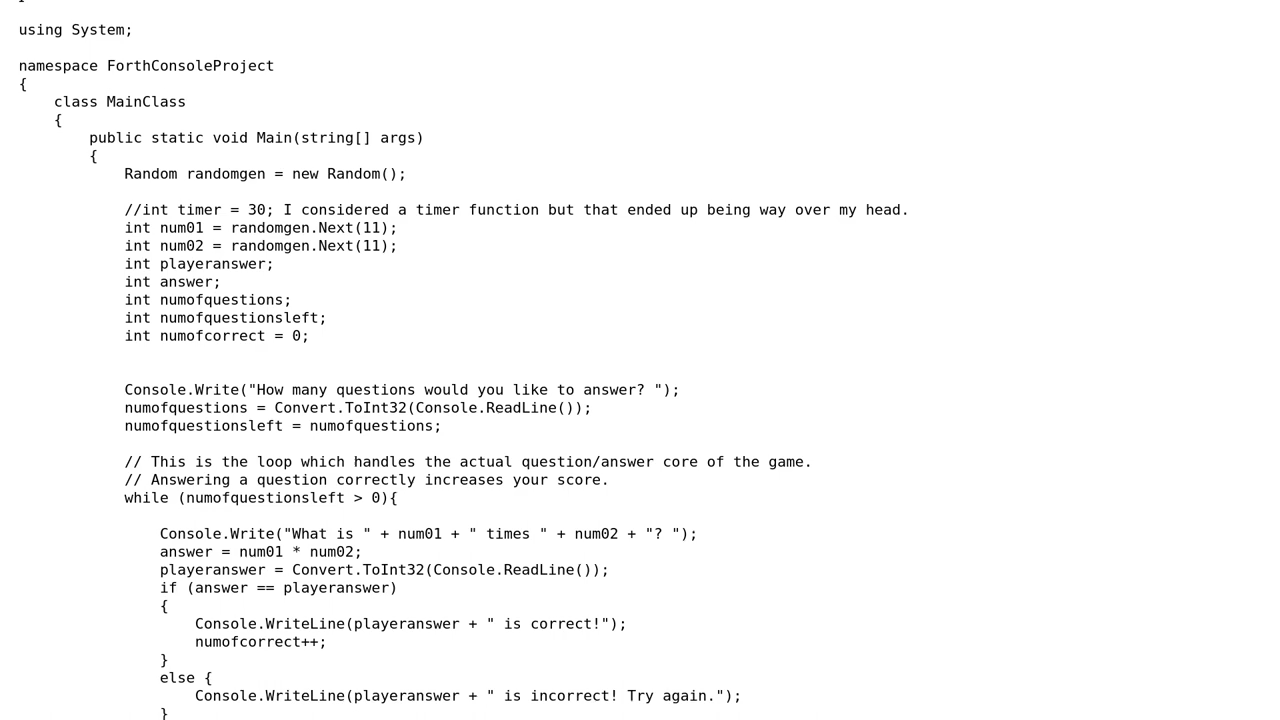 using System;

namespace ForthConsoleProject
{
    class MainClass
    {
        public static void Main(string[] args)
        {
            Random randomgen = new Random();

            //int timer = 30; I considered a timer function but that ended up being way over my head.
            int num01 = randomgen.Next(11);
            int num02 = randomgen.Next(11);
            int playeranswer;
            int answer;
            int numofquestions;
            int numofquestionsleft;
            int numofcorrect = 0;


            Console.Write("How many questions would you like to answer? ");
            numofquestions = Convert.ToInt32(Console.ReadLine());
            numofquestionsleft = numofquestions;

            // This is the loop which handles the actual question/answer core of the game.
            // Answering a question correctly increases your score.
            while (numofquestionsleft > 0){

                Console.Write("What is " + num01 + " times " + num02 + "? ");
                answer = num01 * num02;
                playeranswer = Convert.ToInt32(Console.ReadLine());
                if (answer == playeranswer)
                {
                    Console.WriteLine(playeranswer + " is correct!");
                    numofcorrect++;
                }
                else {
                    Console.WriteLine(playeranswer + " is incorrect! Try again.");
                }